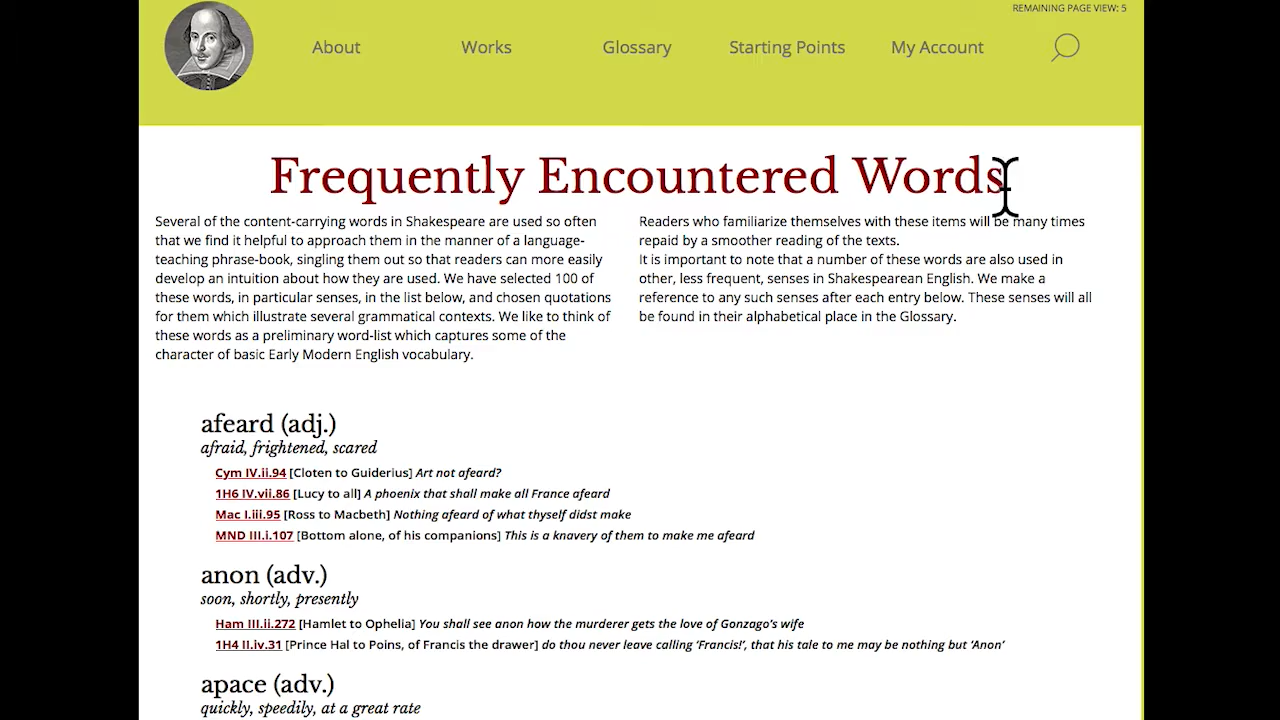 REMAINING PAGE VIEW: 5
About Works Glossary Starting Points My Account
Frequently Encountered Words
Several of the content-carrying words in Shakespeare are used so often
that we find it helpful to approach them in the manner of a language-
teaching phrase-book, singling them out so that readers can more easily
develop an intuition about how they are used. We have selected 100 of
these words, in particular senses, in the list below, and chosen quotations
for them which illustrate several grammatical contexts. We like to think of
these words as a preliminary word-list which captures some of the
character of basic Early Modern English vocabulary.
Readers who familiarize themselves with these items will be many times
repaid by a smoother reading of the texts.
It is important to note that a number of these words are also used in
other, less frequent, senses in Shakespearean English. We make a
reference to any such senses after each entry below. These senses will all
be found in their alphabetical place in the Glossary.
afeard (adj.)
afraid, frightened, scared
Cym IV.ii.94 [Cloten to Guiderius] Art not afeard?
1H6 IV.vii.86 [Lucy to all] A phoenix that shall make all France afeard
Mac I.iii.95 [Ross to Macbeth] Nothing afeard of what thyself didst make
MND III.i.107 [Bottom alone, of his companions] This is a knavery of them to make me afeard
anon (adv.)
soon, shortly, presently
Ham III.ii.272 [Hamlet to Ophelia] You shall see anon how the murderer gets the love of Gonzago's wife
1H4 II.iv.31 [Prince Hal to Poins, of Francis the drawer] do thou never leave calling ‘Francis!’, that his tale to me may be nothing but ‘Anon’
apace (adv.)
quickly, speedily, at a great rate